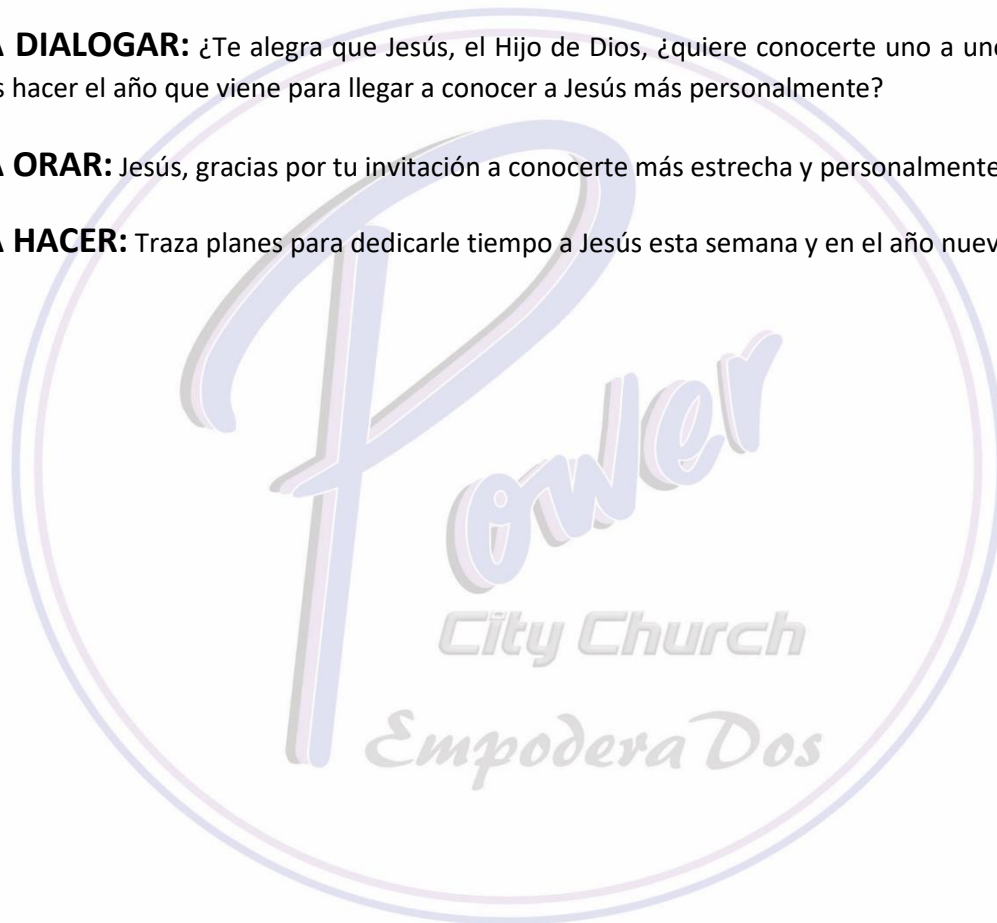 A DIALOGAR: ¿Te alegra que Jesús, el Hijo de Dios, ¿quiere conocerte uno a uno
s hacer el año que viene para llegar a conocer a Jesús más personalmente?
A ORAR: Jesús, gracias por tu invitación a conocerte más estrecha y personalmente
A HACER: Traza planes para dedicarle tiempo a Jesús esta semana y en el año nuev
Power
City Church
Empodera Dos